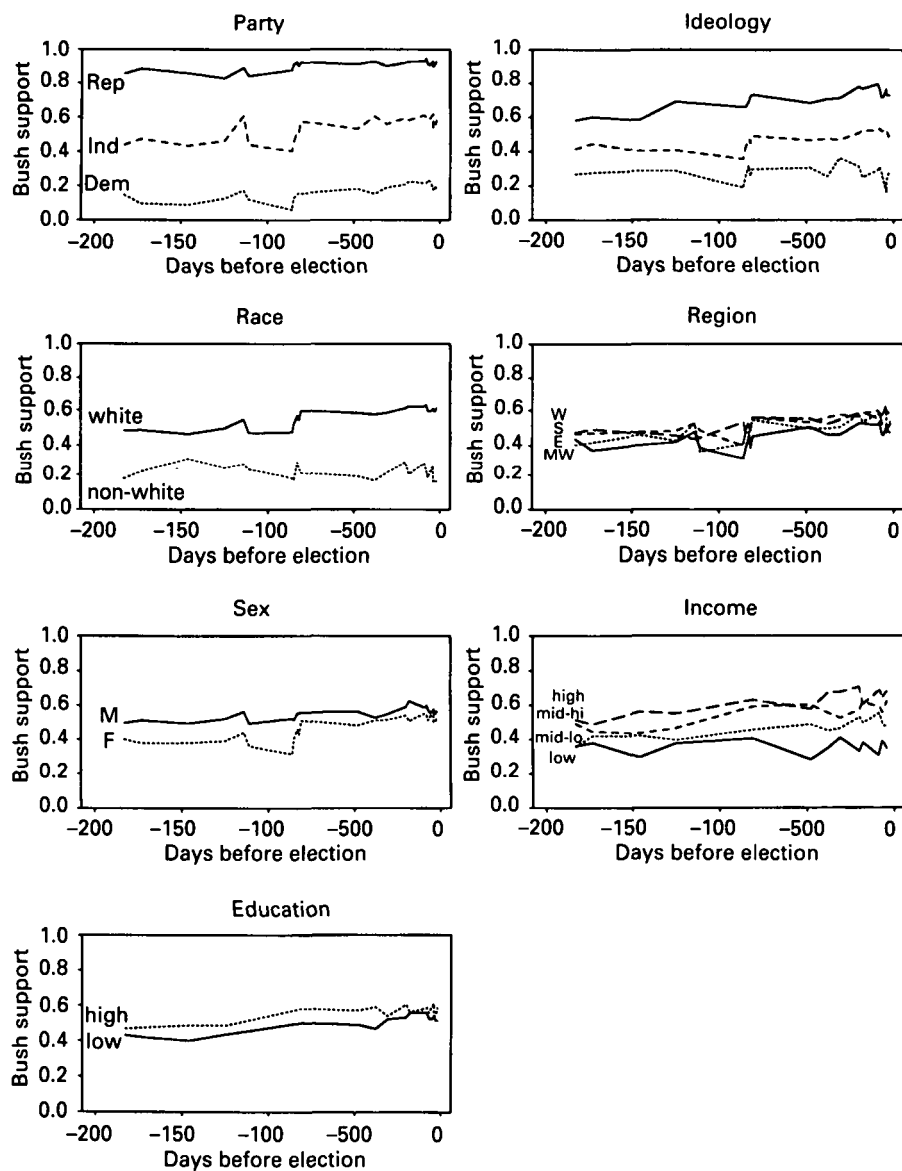 Party
Bush support
1.0
0.8
0.6
0.4
0.2
0.0
Rep
Ind
Dem
−200 −150 −100 −500 0
Days before election
Ideology
Bush support
1.0
0.8
0.6
0.4
0.2
0.0
−200 −150 −100 −500 0
Days before election
Race
Bush support
1.0
0.8
0.6
0.4
0.2
0.0
white
non-white
−200 −150 −100 −500 0
Days before election
Region
Bush support
1.0
0.8
0.6
0.4
0.2
0.0
W
S
E
MW
−200 −150 −100 −500 0
Days before election
Sex
Bush support
1.0
0.8
0.6
0.4
0.2
0.0
M
F
−200 −150 −100 −500 0
Days before election
Income
Bush support
1.0
0.8
0.6
0.4
0.2
0.0
high
mid-hi
mid-lo
low
−200 −150 −100 −500 0
Days before election
Education
Bush support
1.0
0.8
0.6
0.4
0.2
0.0
high
low
−200 −150 −100 −500 0
Days before election